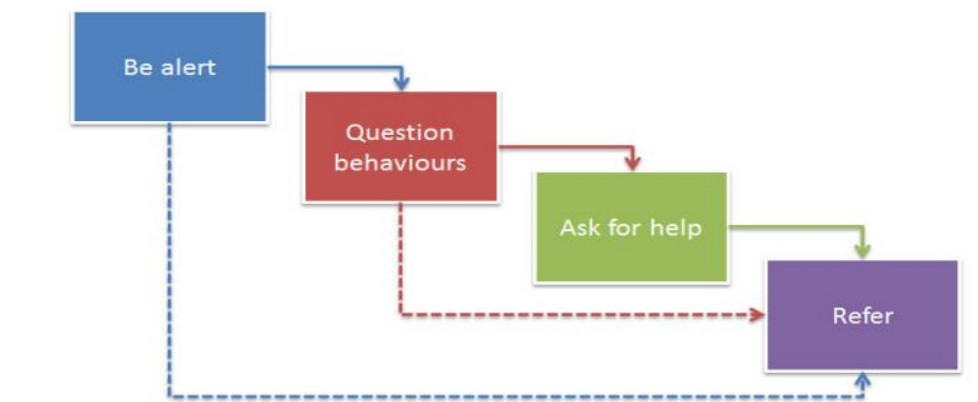 Be alert
Question
behaviours
Ask for help
Refer